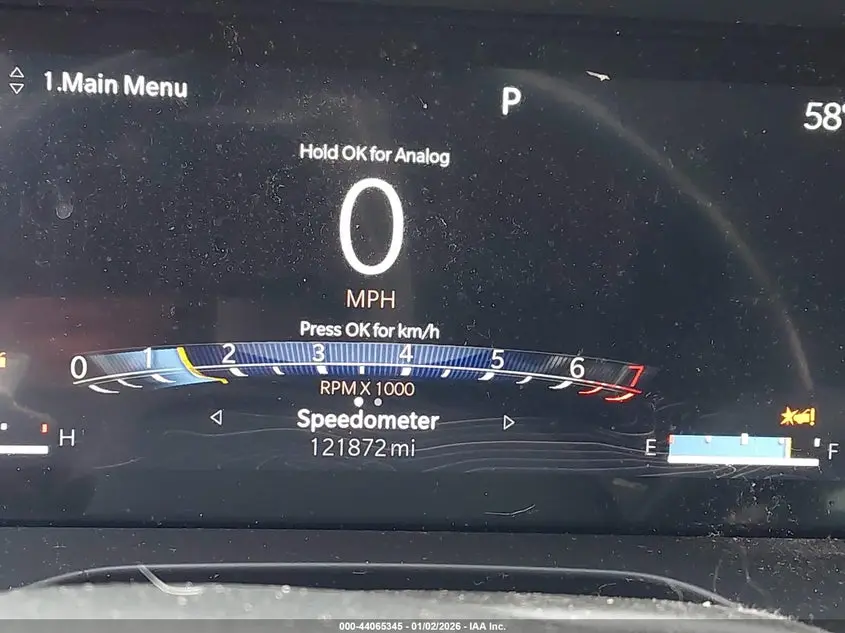 1.Main Menu
P
58°
Hold OK for Analog
0
MPH
Press OK for km/h
0 1 2 3 4 5 6 7
RPM X 1000
Speedometer
121872 mi
H
E
F
000-44065345 - 01/02/2026 - IAA Inc.